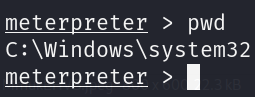 meterpreter > pwd
C:\Windows\system32
meterpreter >